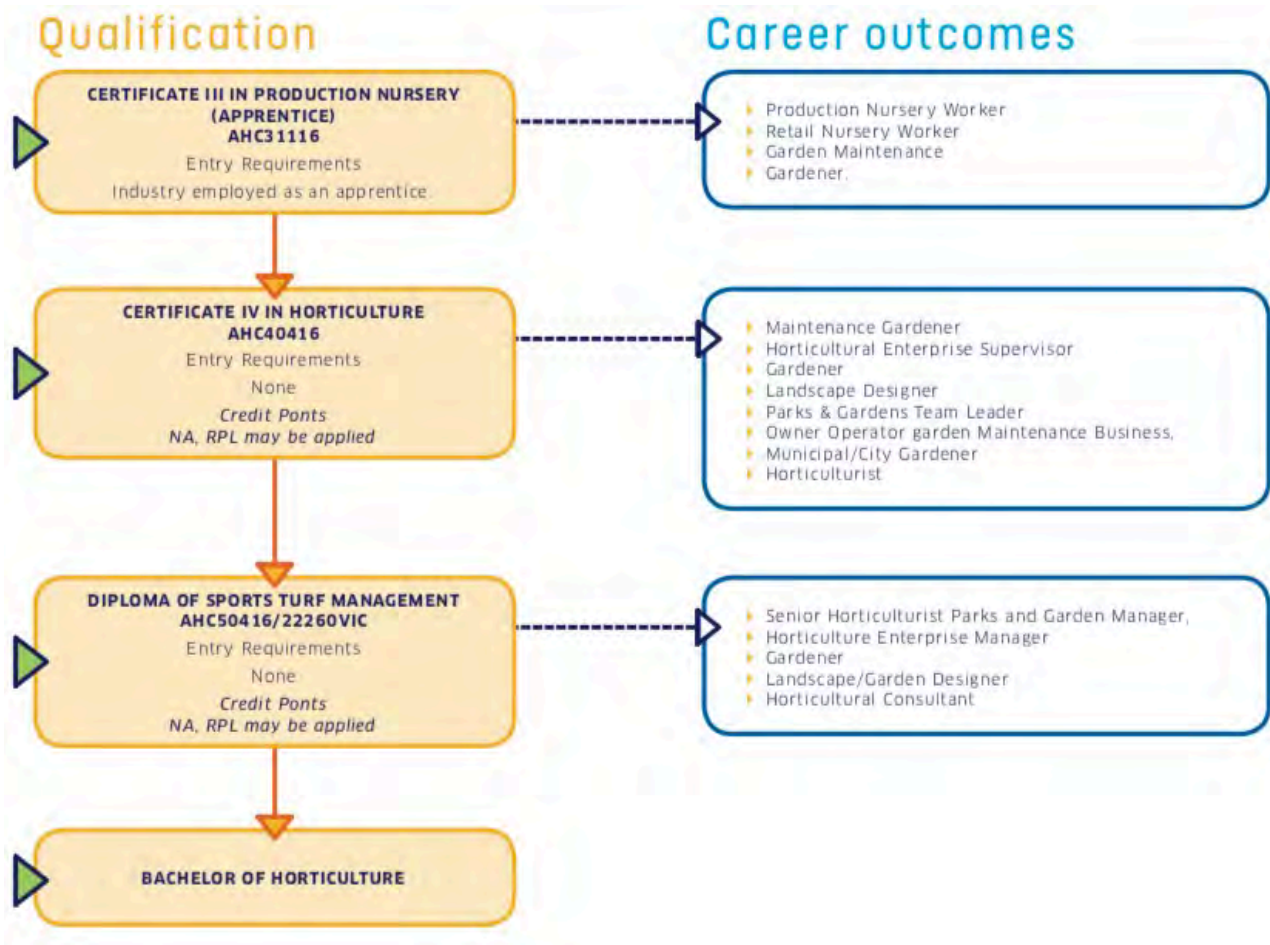 Qualification
CERTIFICATE III IN PRODUCTION NURSERY
(APPRENTICE)
AHC31116
Entry Requirements
Industry employed as an apprentice
CERTIFICATE IV IN HORTICULTURE
AHC40416
Entry Requirements
None
Credit Ponts
NA, RPL may be applied
DIPLOMA OF SPORTS TURF MANAGEMENT
AHC50416/22260VIC
Entry Requirements
None
Credit Ponts
NA, RPL may be applied
BACHELOR OF HORTICULTURE
Career outcomes
Production Nursery Worker
Retail Nursery Worker
Garden Maintenance
Gardener.
Maintenance Gardener
Horticultural Enterprise Supervisor
Gardener
Landscape Designer
Parks & Gardens Team Leader
Owner Operator garden Maintenance Business,
Municipal/City Gardener
Horticulturist
Senior Horticulturist Parks and Garden Manager,
Horticulture Enterprise Manager
Gardener
Landscape/Garden Designer
Horticultural Consultant